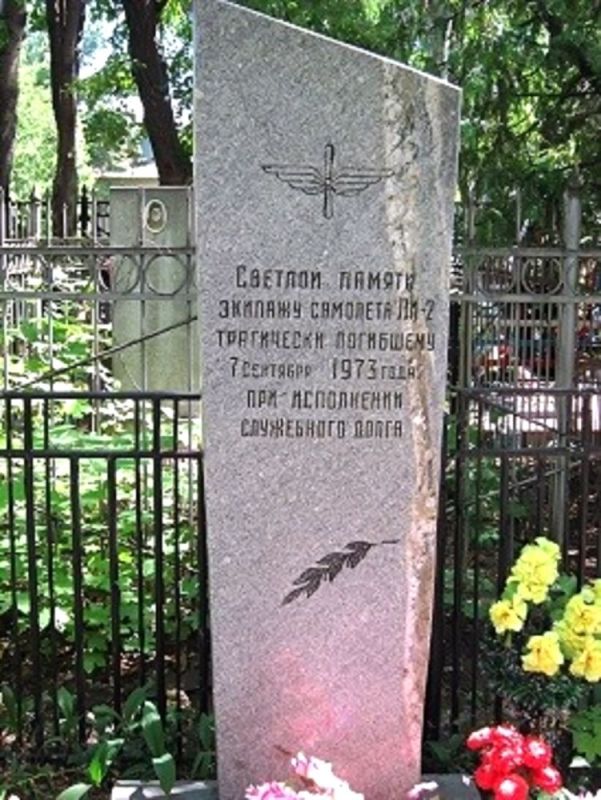 Светлой памяти
экипажу самолета Ли-2
трагически погибшему
7 сентября 1973 года
при исполнении
служебного долга